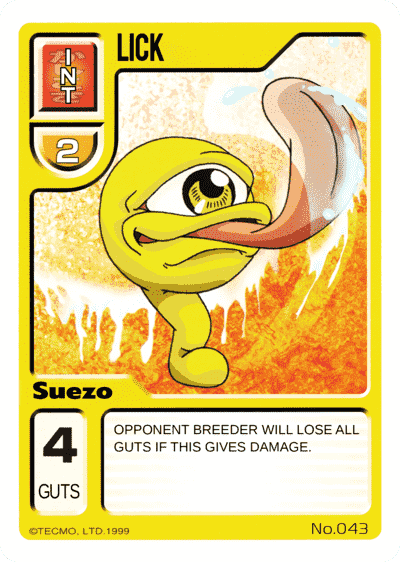 LICK
INT
2
Suezo
4
GUTS
OPPONENT BREEDER WILL LOSE ALL
GUTS IF THIS GIVES DAMAGE.
©TECMO, LTD.1999
No.043